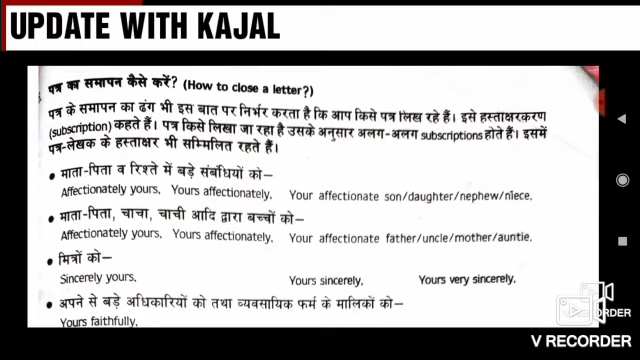 UPDATE WITH KAJAL
पत्र का समापन कैसे करें? (How to close a letter?)
पत्र के समापन का ढंग भी इस बात पर निर्भर करता है कि आप किसे पत्र लिख रहे हैं। इसे हस्ताक्षरकरण
(subscription) कहते हैं। पत्र किसे लिखा जा रहा है उसके अनुसार अलग-अलग subscriptions होते हैं। इसमें
पत्र-लेखक के हस्ताक्षर भी सम्मिलित रहते हैं।
• माता-पिता व रिश्ते में बड़े संबंधियों को—
Affectionately yours, Yours affectionately, Your affectionate son/daughter/nephew/niece,
• माता-पिता, चाचा, चाची आदि द्वारा बच्चों को—
Affectionately yours, Yours affectionately, Your affectionate father/uncle/mother/auntie,
• मित्रों को—
Sincerely yours, Yours sincerely, Yours very sincerely,
• अपने से बड़े अधिकारियों को तथा व्यवसायिक फर्म के मालिकों को—
Yours faithfully,
V RECORDER